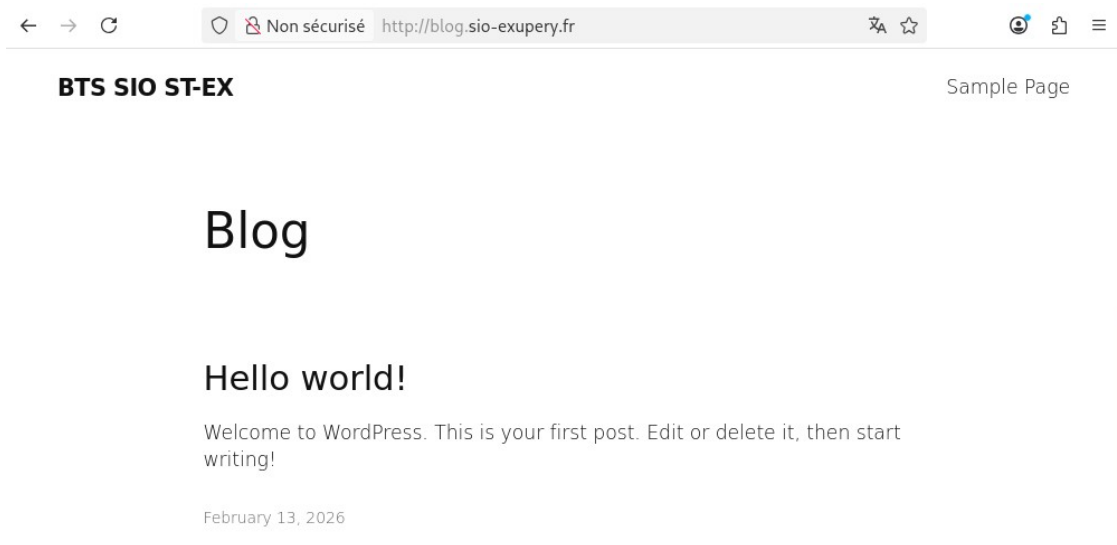 Non sécurisé http://blog.sio-exupery.fr
BTS SIO ST-EX
Sample Page
Blog
Hello world!
Welcome to WordPress. This is your first post. Edit or delete it, then start
writing!
February 13, 2026